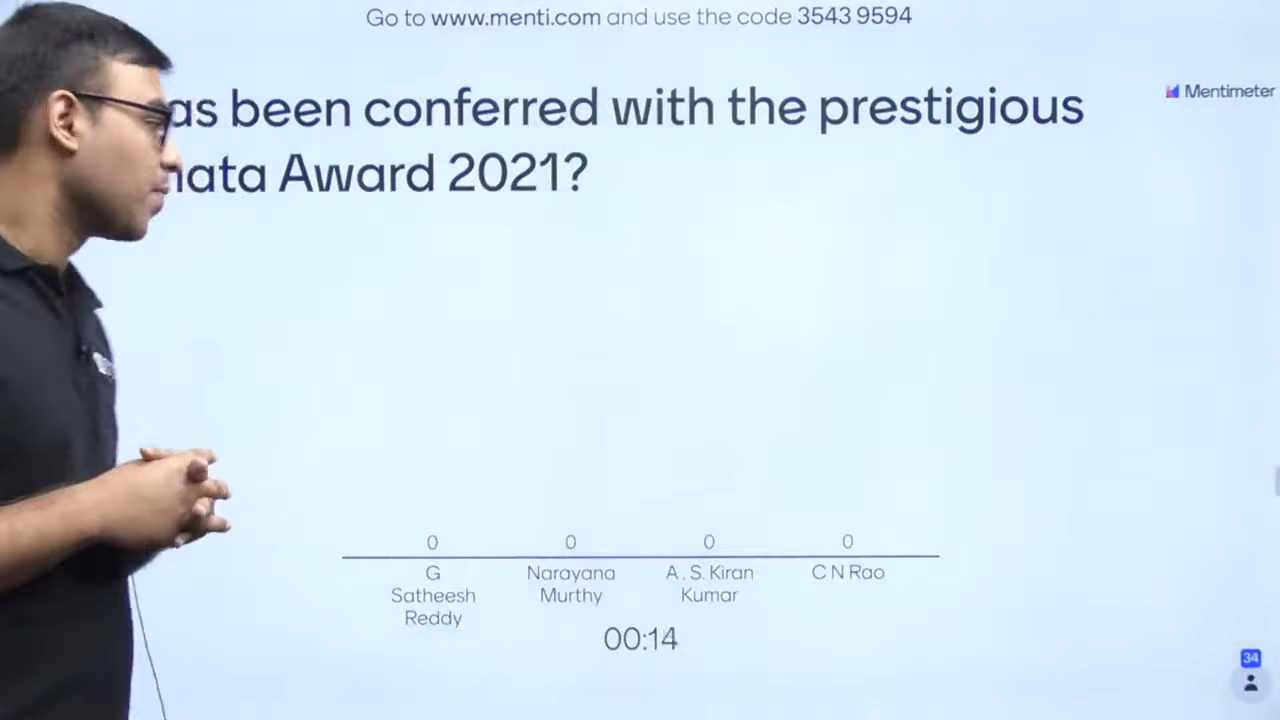 Go to www.menti.com and use the code 3543 9594
Mentimeter
as been conferred with the prestigious
ata Award 2021?
0 0 0 0
G Satheesh Reddy
Narayana Murthy
A . S. Kiran Kumar
C N Rao
00:14
34